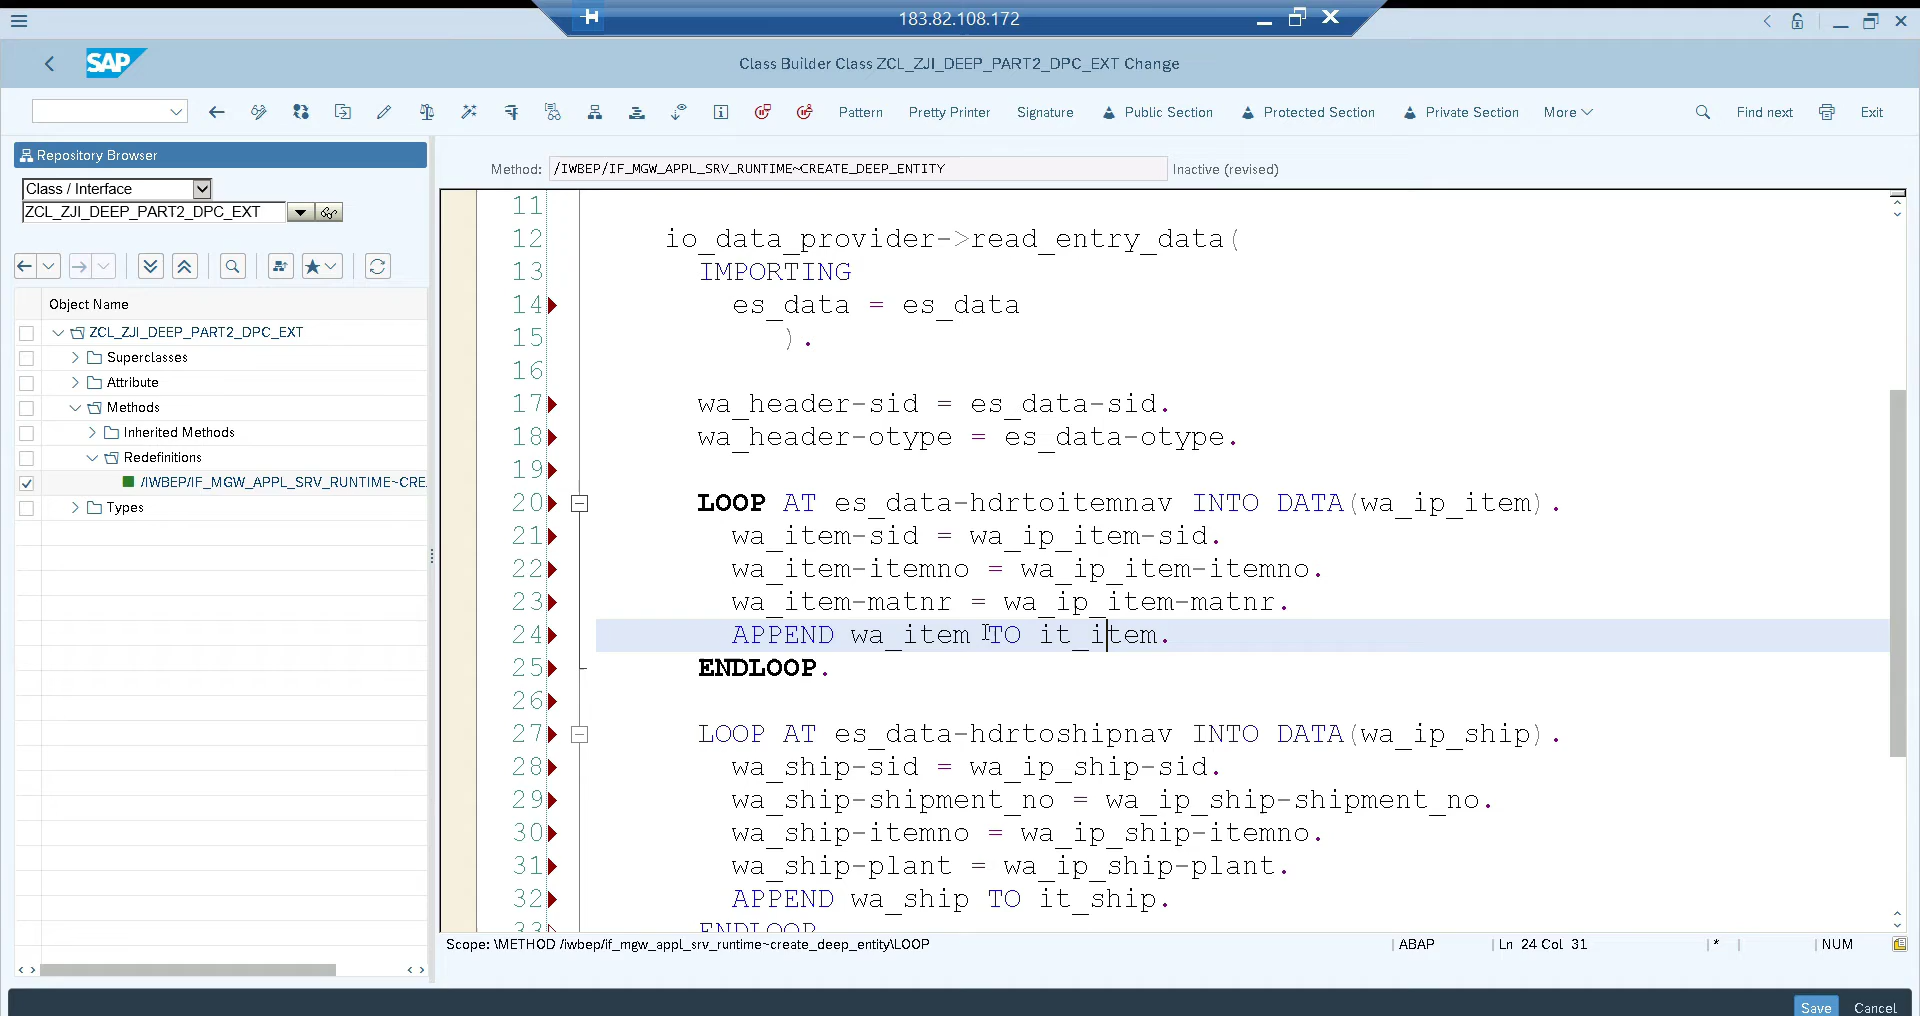 183.82.108.172
SAP
Class Builder Class ZCL_ZJI_DEEP_PART2_DPC_EXT Change
Pattern Pretty Printer Signature Public Section Protected Section Private Section More Find next Exit
Repository Browser
Class / Interface
ZCL_ZJI_DEEP_PART2_DPC_EXT
Object Name
ZCL_ZJI_DEEP_PART2_DPC_EXT
Superclasses
Attribute
Methods
Inherited Methods
Redefinitions
/IWBEP/IF_MGW_APPL_SRV_RUNTIME~CRE
Types
Method: /IWBEP/IF_MGW_APPL_SRV_RUNTIME~CREATE_DEEP_ENTITY Inactive (revised)
11
12 io_data_provider->read_entry_data(
13 IMPORTING
14 es_data = es_data
15 ).
16
17 wa_header-sid = es_data-sid.
18 wa_header-otype = es_data-otype.
19
20 LOOP AT es_data-hdrtoitemnav INTO DATA(wa_ip_item).
21 wa_item-sid = wa_ip_item-sid.
22 wa_item-itemno = wa_ip_item-itemno.
23 wa_item-matnr = wa_ip_item-matnr.
24 APPEND wa_item TO it_item.
25 ENDLOOP.
26
27 LOOP AT es_data-hdrtoshipnav INTO DATA(wa_ip_ship).
28 wa_ship-sid = wa_ip_ship-sid.
29 wa_ship-shipment_no = wa_ip_ship-shipment_no.
30 wa_ship-itemno = wa_ip_ship-itemno.
31 wa_ship-plant = wa_ip_ship-plant.
32 APPEND wa_ship TO it_ship.
33 ENDLOOP
Scope: \METHOD /iwbep/if_mgw_appl_srv_runtime~create_deep_entity\LOOP ABAP Ln 24 Col 31 * NUM
Save Cancel